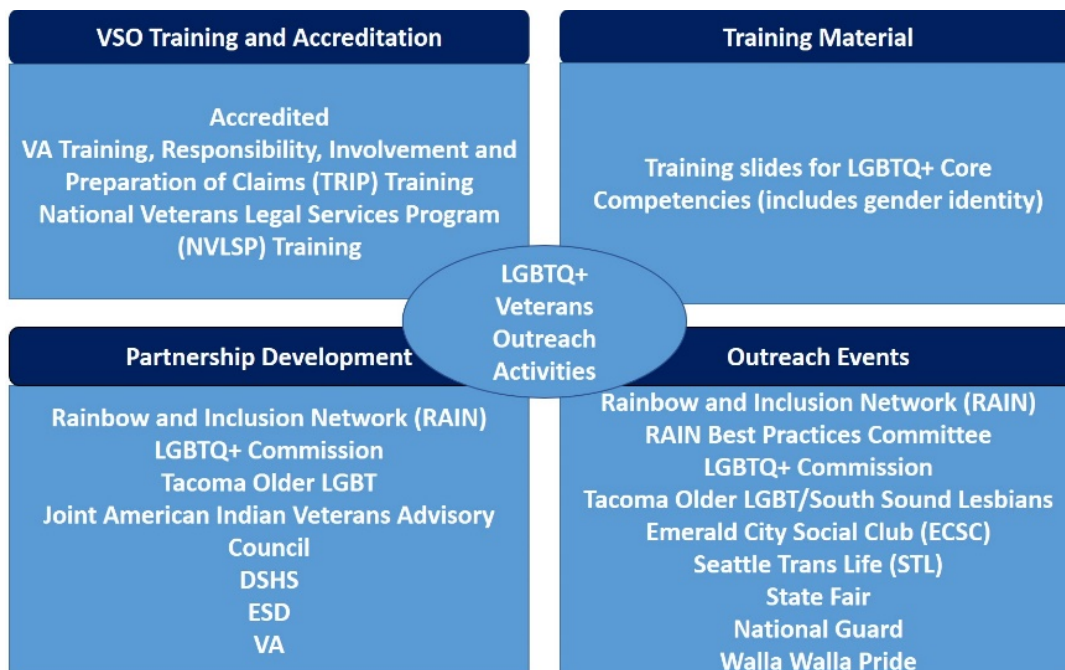 VSO Training and Accreditation
Accredited
VA Training, Responsibility, Involvement and
Preparation of Claims (TRIP) Training
National Veterans Legal Services Program
(NVLSP) Training
Training Material
Training slides for LGBTQ+ Core
Competencies (includes gender identity)
LGBTQ+
Veterans
Outreach
Activities
Partnership Development
Rainbow and Inclusion Network (RAIN)
LGBTQ+ Commission
Tacoma Older LGBT
Joint American Indian Veterans Advisory
Council
DSHS
ESD
VA
Outreach Events
Rainbow and Inclusion Network (RAIN)
RAIN Best Practices Committee
LGBTQ+ Commission
Tacoma Older LGBT/South Sound Lesbians
Emerald City Social Club (ECSC)
Seattle Trans Life (STL)
State Fair
National Guard
Walla Walla Pride